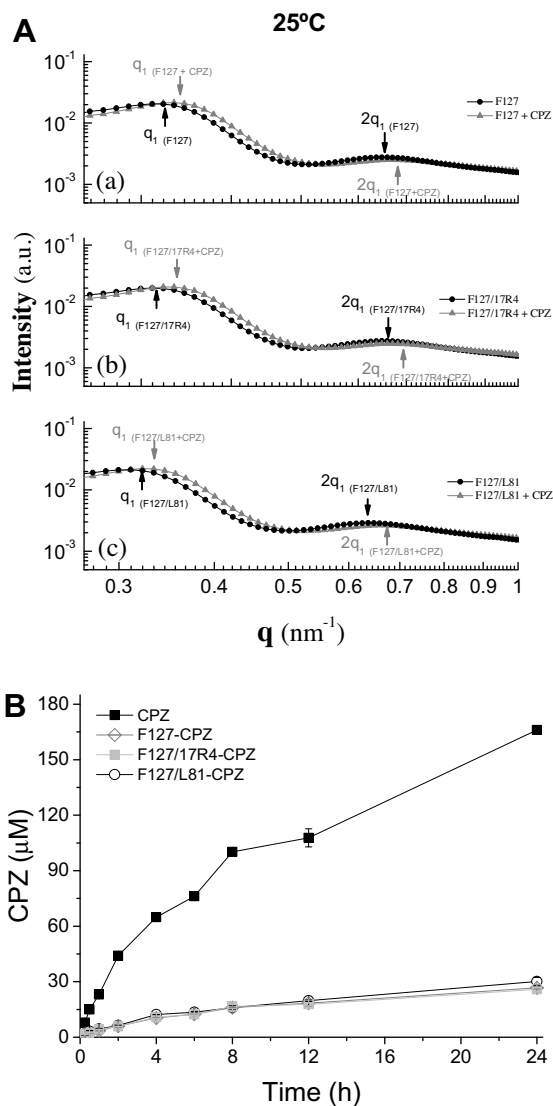 A
25ºC
q1 (F127 + CPZ)
q1 (F127)
2q1 (F127)
2q1 (F127+CPZ)
F127
F127 + CPZ
10-1
10-2
10-3
(a)
q1 (F127/17R4+CPZ)
q1 (F127/17R4)
2q1 (F127/17R4)
2q1 (F127/17R4+CPZ)
F127/17R4
F127/17R4 + CPZ
10-1
10-2
10-3
(b)
Intensity (a.u.)
q1 (F127/L81+CPZ)
q1 (F127/L81)
2q1 (F127/L81)
2q1 (F127/L81+CPZ)
F127/L81
F127/L81 + CPZ
10-1
10-2
10-3
(c)
0.3 0.4 0.5 0.6 0.7 0.8 0.9 1
q (nm-1)
B
CPZ
F127-CPZ
F127/17R4-CPZ
F127/L81-CPZ
180
150
120
90
60
30
0
CPZ (µM)
0 4 8 12 16 20 24
Time (h)